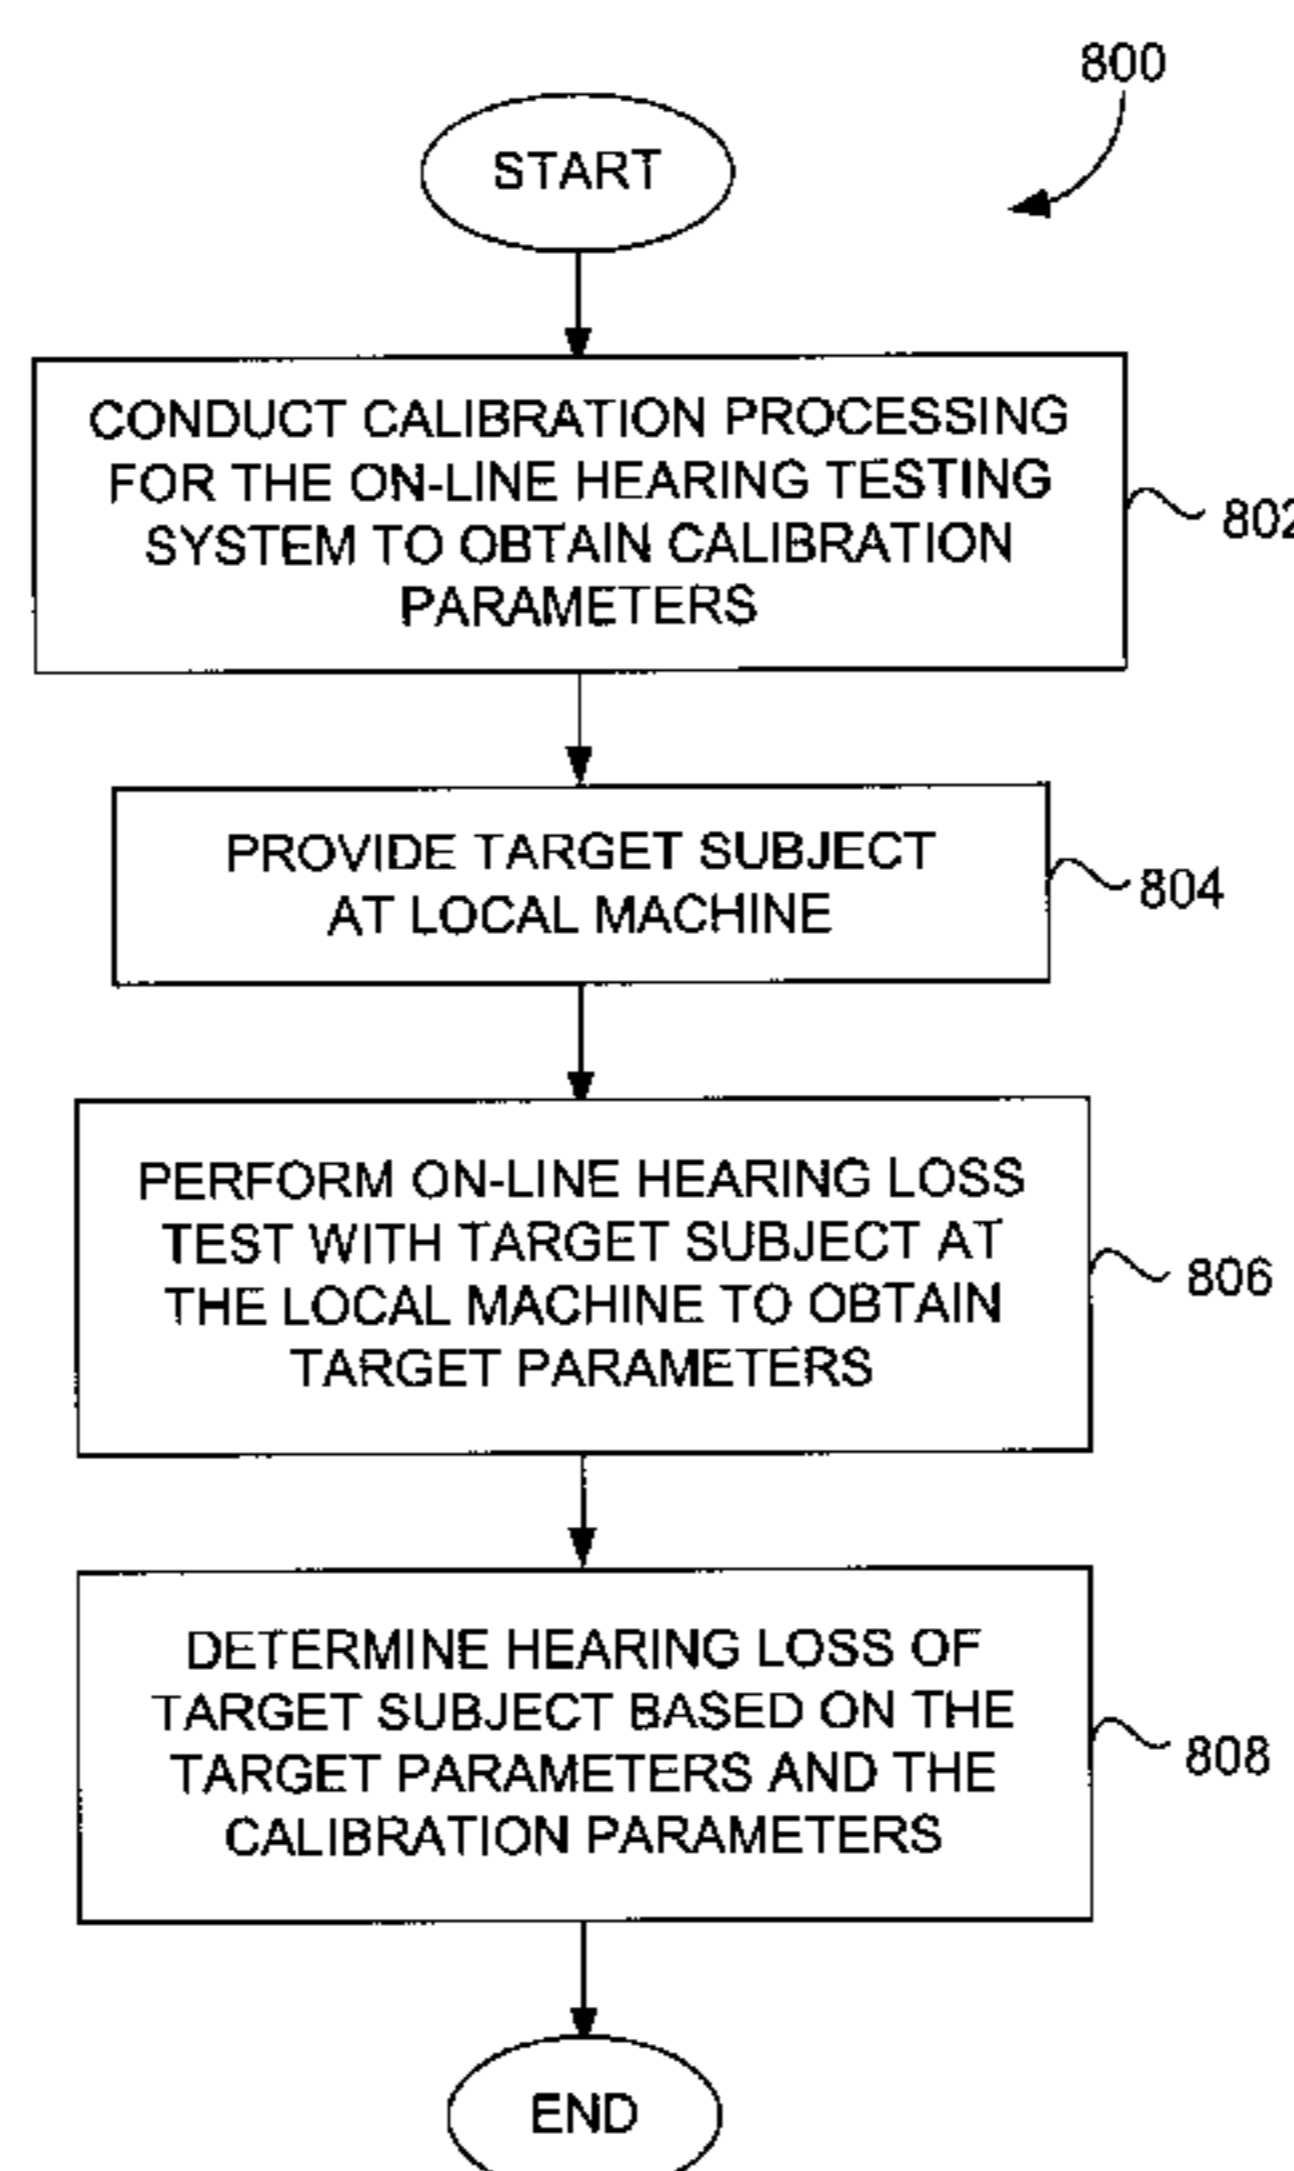 800
START
CONDUCT CALIBRATION PROCESSING
FOR THE ON-LINE HEARING TESTING
SYSTEM TO OBTAIN CALIBRATION
PARAMETERS
802
PROVIDE TARGET SUBJECT
AT LOCAL MACHINE
804
PERFORM ON-LINE HEARING LOSS
TEST WITH TARGET SUBJECT AT
THE LOCAL MACHINE TO OBTAIN
TARGET PARAMETERS
806
DETERMINE HEARING LOSS OF
TARGET SUBJECT BASED ON THE
TARGET PARAMETERS AND THE
CALIBRATION PARAMETERS
808
END